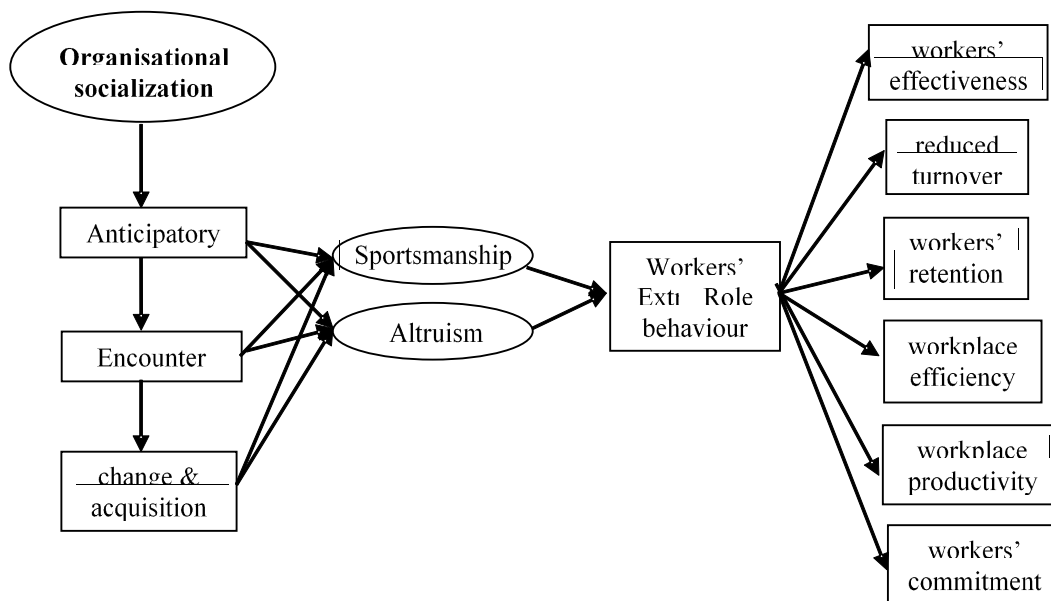 Organisational
socialization
Anticipatory
Encounter
change &
acquisition
Sportsmanship
Altruism
Workers'
Role
behaviour
workers'
effectiveness
reduced
turnover
workers'
retention
workplace
efficiency
workplace
productivity
workers'
commitment